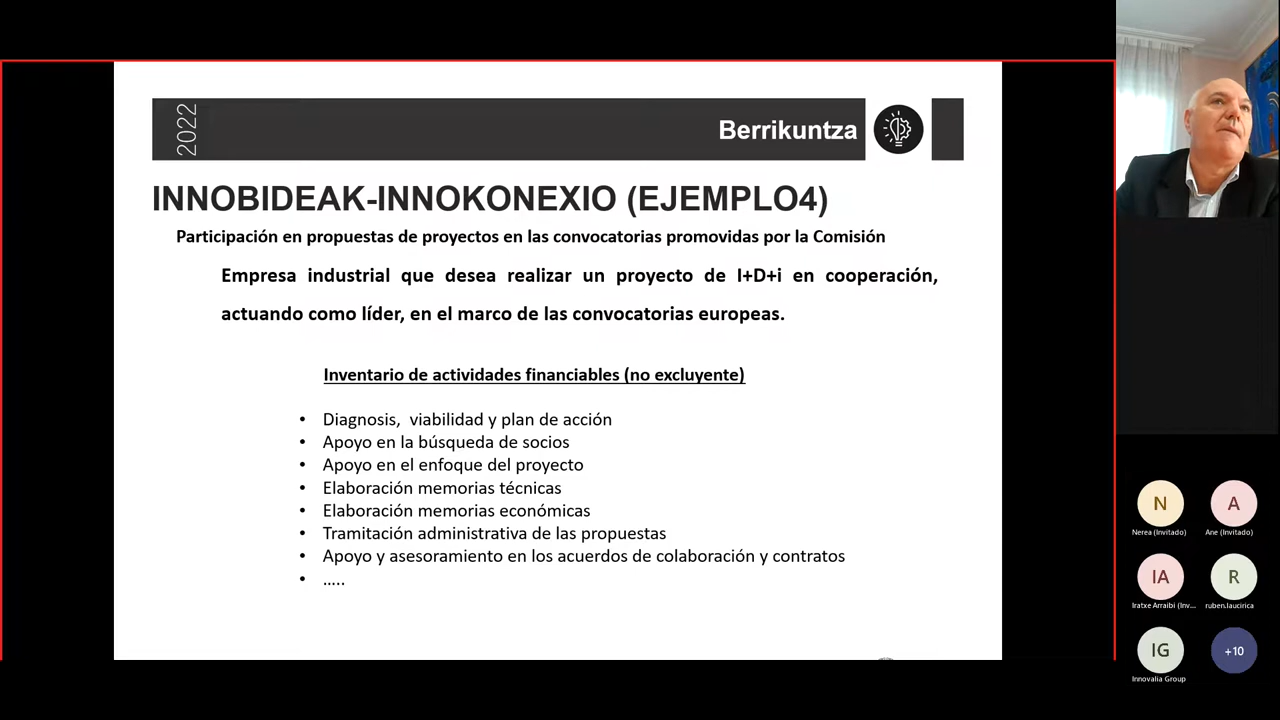 2022
Berrikuntza
INNOBIDEAK-INNOKONEXIO (EJEMPLO4)
Participación en propuestas de proyectos en las convocatorias promovidas por la Comisión
Empresa industrial que desea realizar un proyecto de I+D+i en cooperación,
actuando como líder, en el marco de las convocatorias europeas.
Inventario de actividades financiables (no excluyente)
• Diagnosis, viabilidad y plan de acción
• Apoyo en la búsqueda de socios
• Apoyo en el enfoque del proyecto
• Elaboración memorias técnicas
• Elaboración memorias económicas
• Tramitación administrativa de las propuestas
• Apoyo y asesoramiento en los acuerdos de colaboración y contratos
• …..
N
A
Nerea (Invitado)
Ane (Invitado)
IA
R
Iratxe Arraibi (Inv...
ruben.laucirica
IG
+10
Innovalia Group